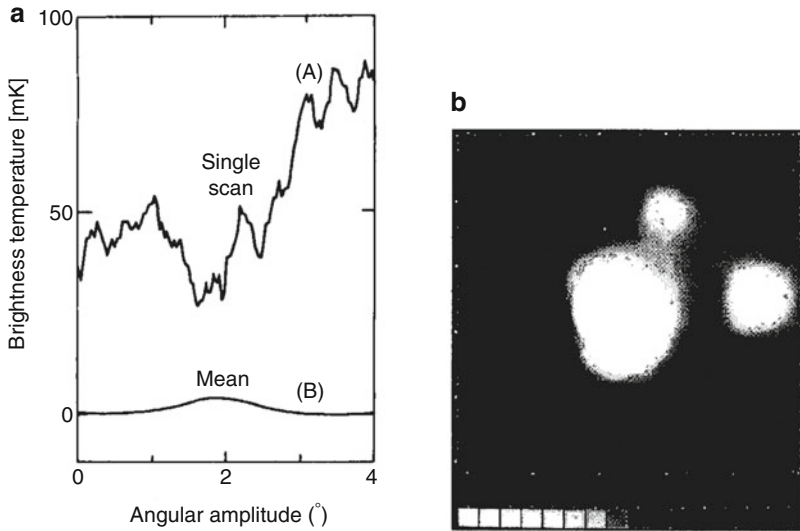 a
100
50
0
Brightness temperature [mK]
(A)
Single
scan
Mean
(B)
0
2
4
Angular amplitude (°)
b